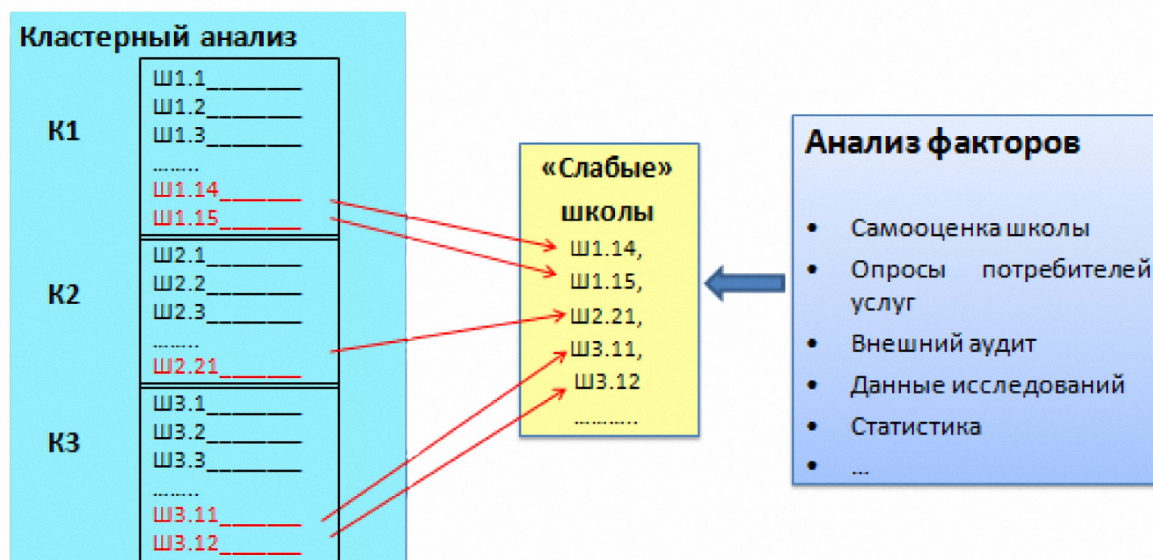 Кластерный анализ
К1
Ш1.1________
Ш1.2________
Ш1.3________
……..
Ш1.14_______
Ш1.15_______
К2
Ш2.1________
Ш2.2________
Ш2.3________
……..
Ш2.21_______
К3
Ш3.1________
Ш3.2________
Ш3.3________
……..
Ш3.11_______
Ш3.12_______
«Слабые»
школы
Ш1.14,
Ш1.15,
Ш2.21,
Ш3.11,
Ш3.12
………..
Анализ факторов
• Самооценка школы
• Опросы потребителей
услуг
• Внешний аудит
• Данные исследований
• Статистика
• ...